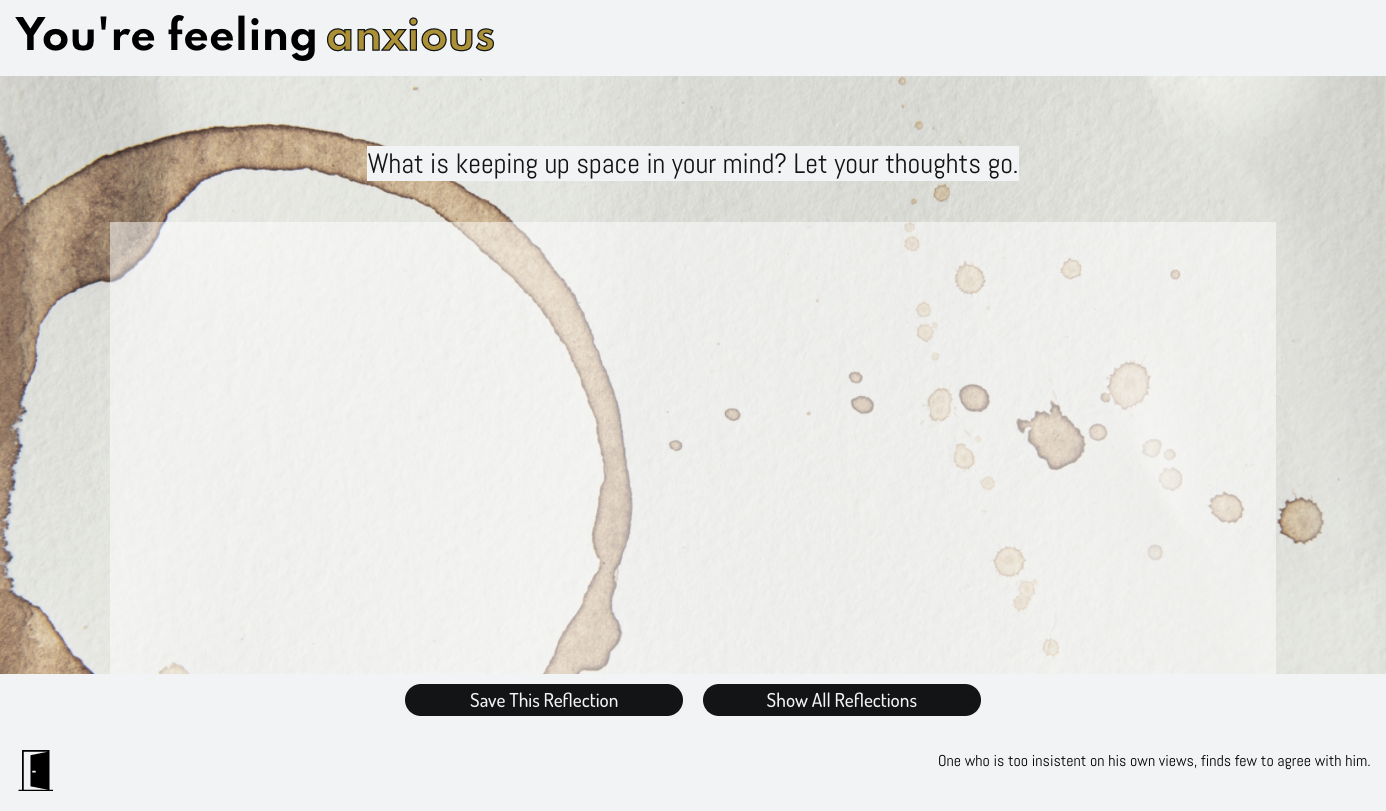 You're feeling anxious
What is keeping up space in your mind? Let your thoughts go.
Save This Reflection
Show All Reflections
One who is too insistent on his own views, finds few to agree with him.